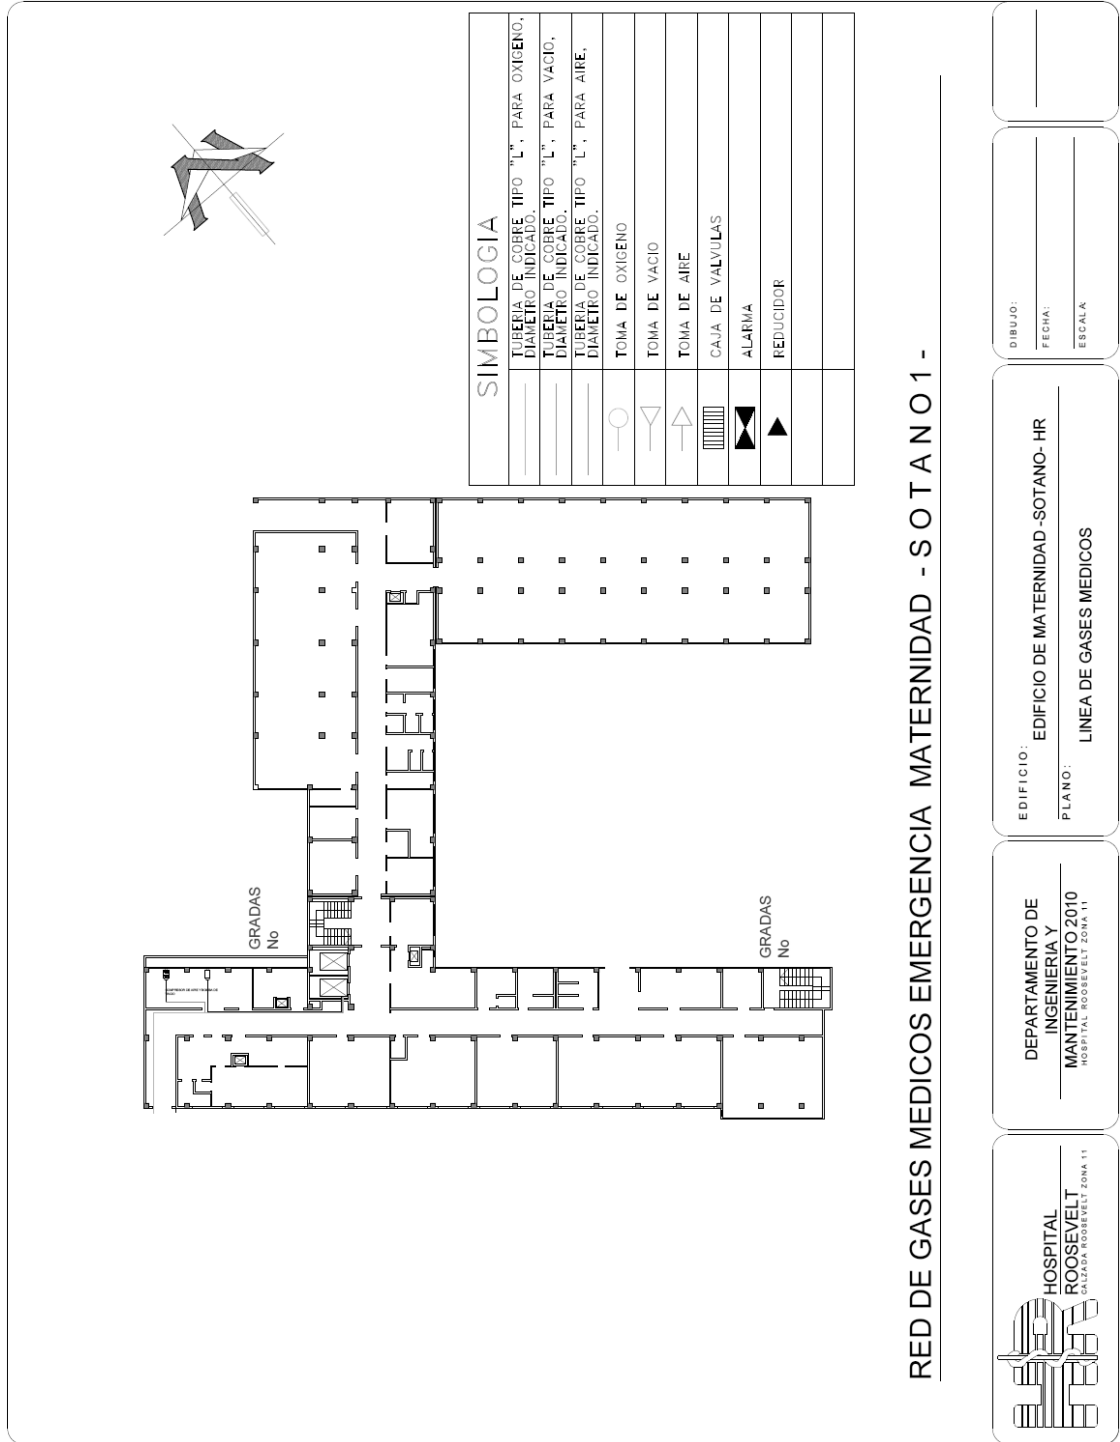 SIMBOLOGIA
TUBERIA DE COBRE TIPO "L", PARA OXIGENO,
DIAMETRO INDICADO.
TUBERIA DE COBRE TIPO "L", PARA VACIO,
DIAMETRO INDICADO.
TUBERIA DE COBRE TIPO "L", PARA AIRE,
DIAMETRO INDICADO.
TOMA DE OXIGENO
TOMA DE VACIO
TOMA DE AIRE
CAJA DE VALVULAS
ALARMA
REDUCIDOR
GRADAS
No
GRADAS
No
RED DE GASES MEDICOS EMERGENCIA MATERNIDAD - S O T A N O 1 -
HOSPITAL
ROOSEVELT
CALZADA ROOSEVELT ZONA 11
DEPARTAMENTO DE
INGENIERIA Y
MANTENIMIENTO 2010
HOSPITAL ROOSEVELT ZONA 11
EDIFICIO:
EDIFICIO DE MATERNIDAD -SOTANO- HR
PLANO:
LINEA DE GASES MEDICOS
DIBUJO:
FECHA:
ESCALA: